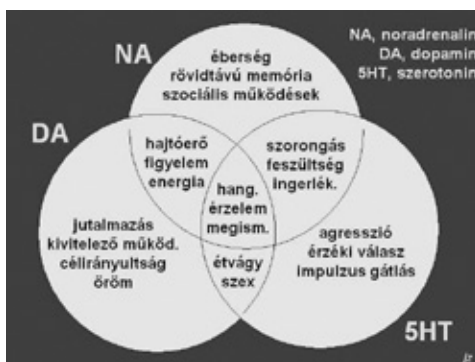 NA
NA, noradrenalin
DA, dopamin
5HT, szerotonin
éberség
rövidtávú memória
szociális működések
DA
hajtóerő
figyelem
energia
szorongás
feszültség
ingerlék.
hang.
érzelem
megism.
jutalmazás
kivitelező működ.
célirányultság
öröm
agresszió
érzéki válasz
impulzus gátlás
étvágy
szex
5HT